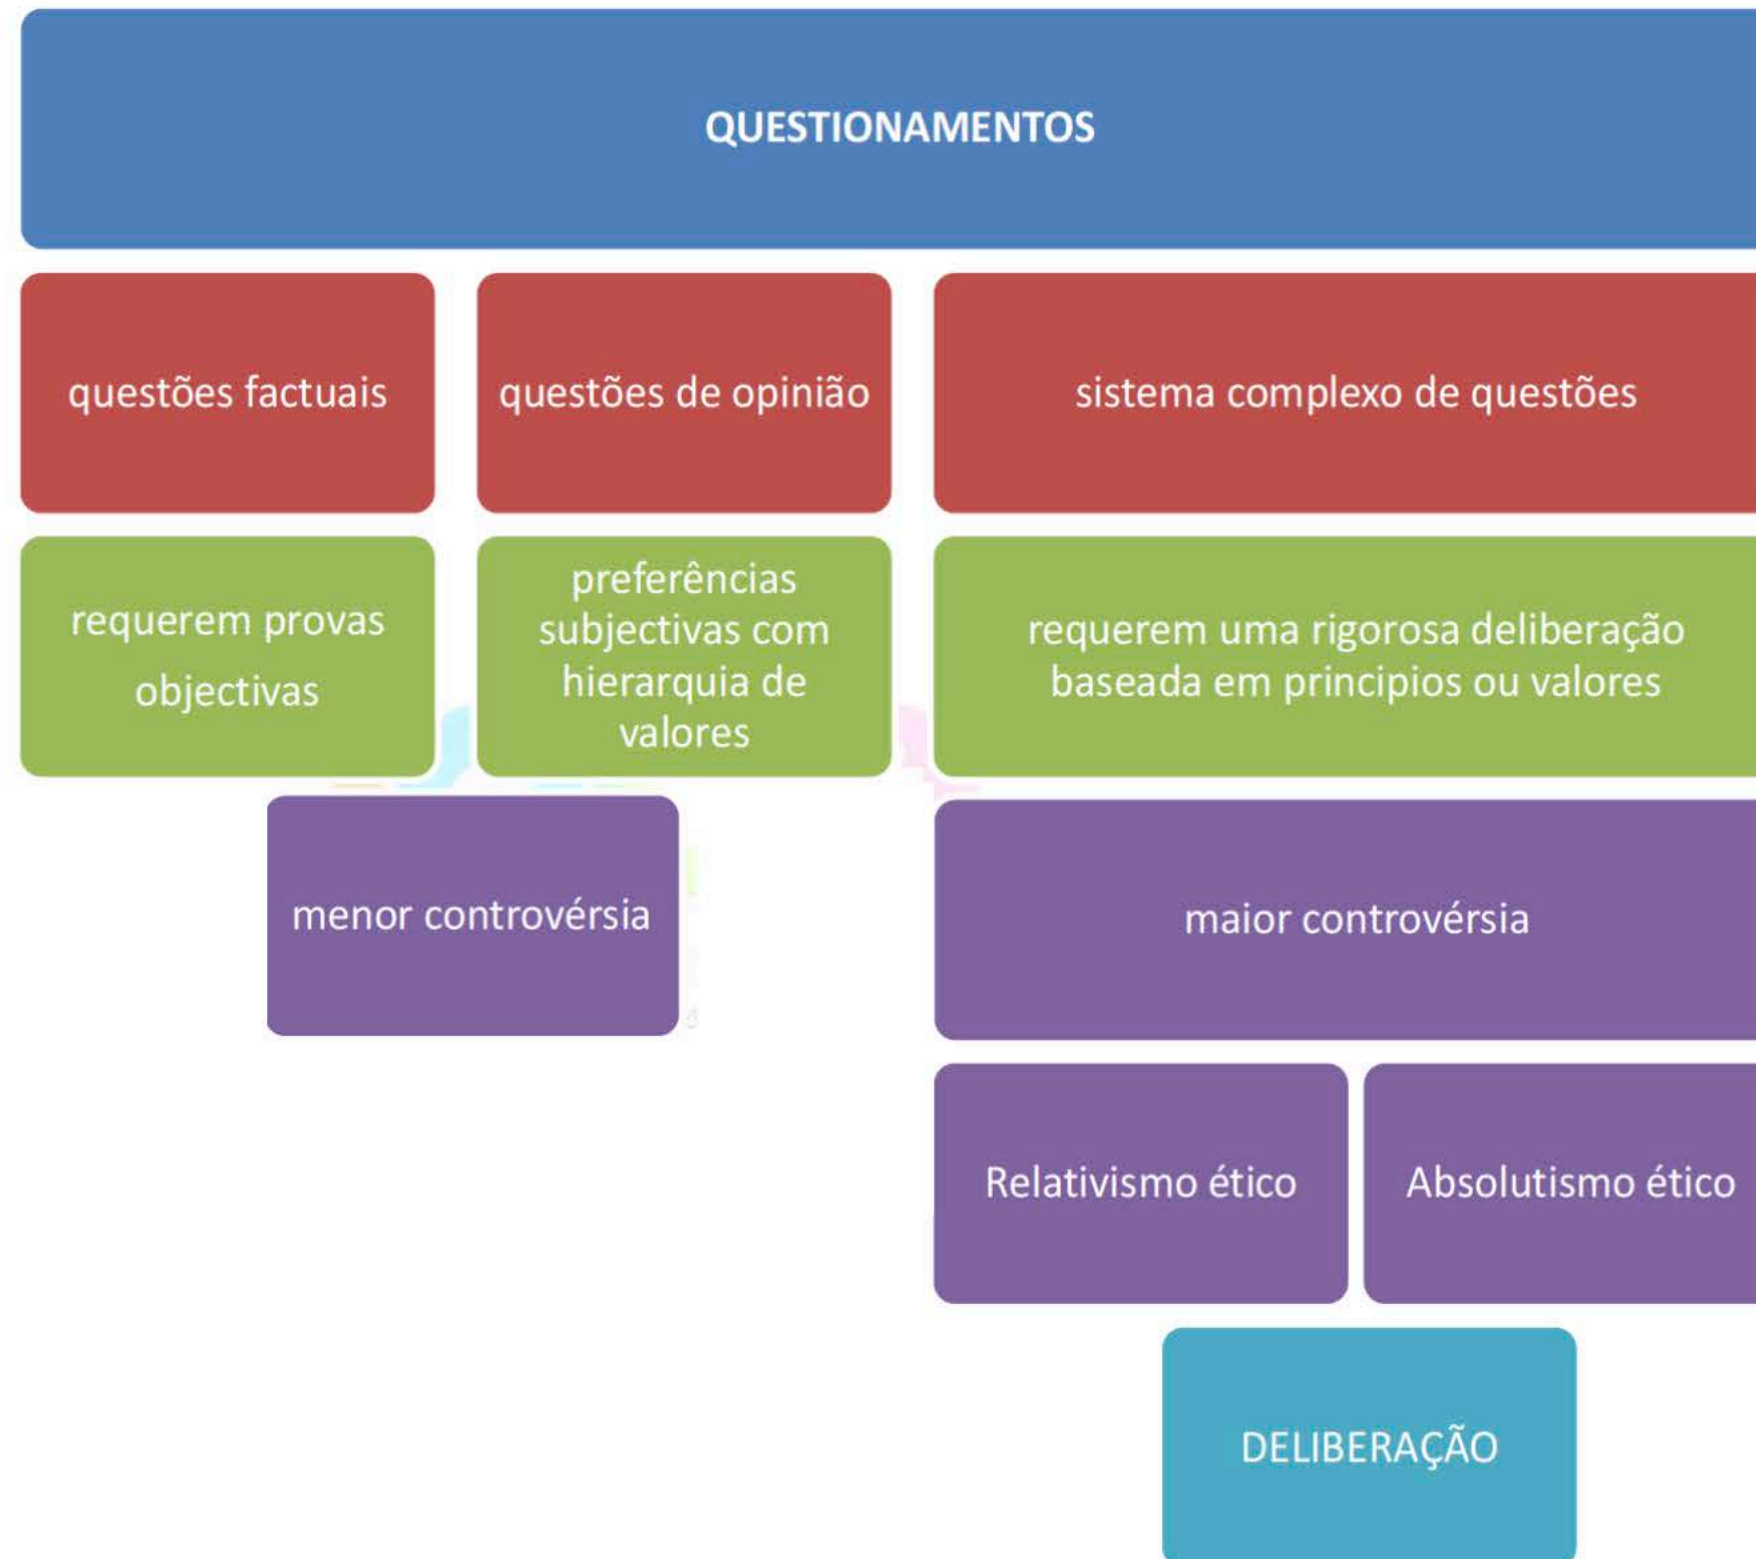 QUESTIONAMENTOS
questões factuais
questões de opinião
sistema complexo de questões
requerem provas
objectivas
preferências
subjectivas com
hierarquia de
valores
requerem uma rigorosa deliberação
baseada em principios ou valores
menor controvérsia
maior controvérsia
Relativismo ético
Absolutismo ético
DELIBERAÇÃO